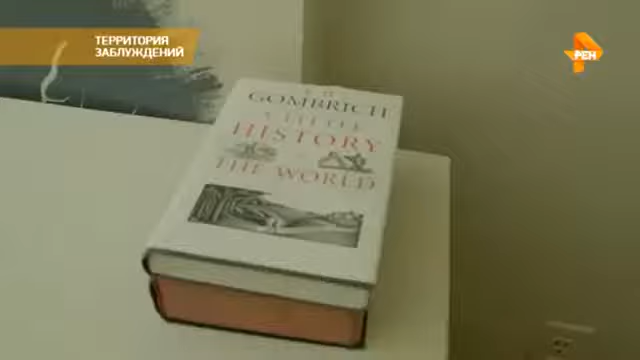 ТЕРРИТОРИЯ
ЗАБЛУЖДЕНИЙ
РЕН
GOMBRICH
HISTORY
THE WORLD